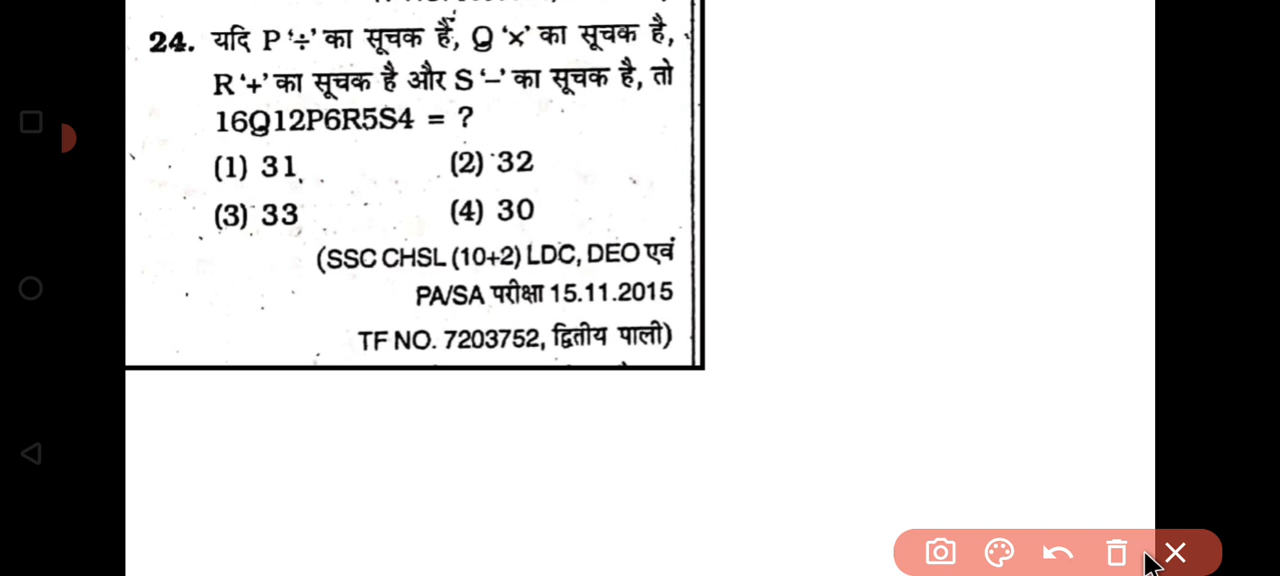 24. यदि P '÷' का सूचक हैं, Q '×' का सूचक है,
R '+' का सूचक है और S '–' का सूचक है, तो
16Q12P6R5S4 = ?
(1) 31 (2) 32
(3) 33 (4) 30
(SSC CHSL (10+2) LDC, DEO एवं
PA/SA परीक्षा 15.11.2015
TF NO. 7203752, द्वितीय पाली)